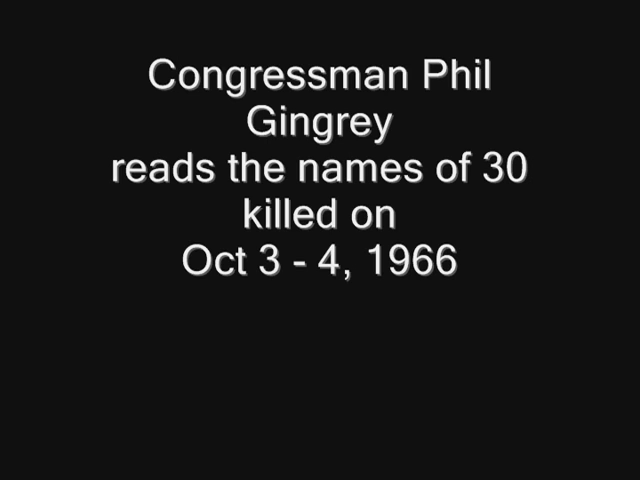 Congressman Phil
Gingrey
reads the names of 30
killed on
Oct 3 - 4, 1966